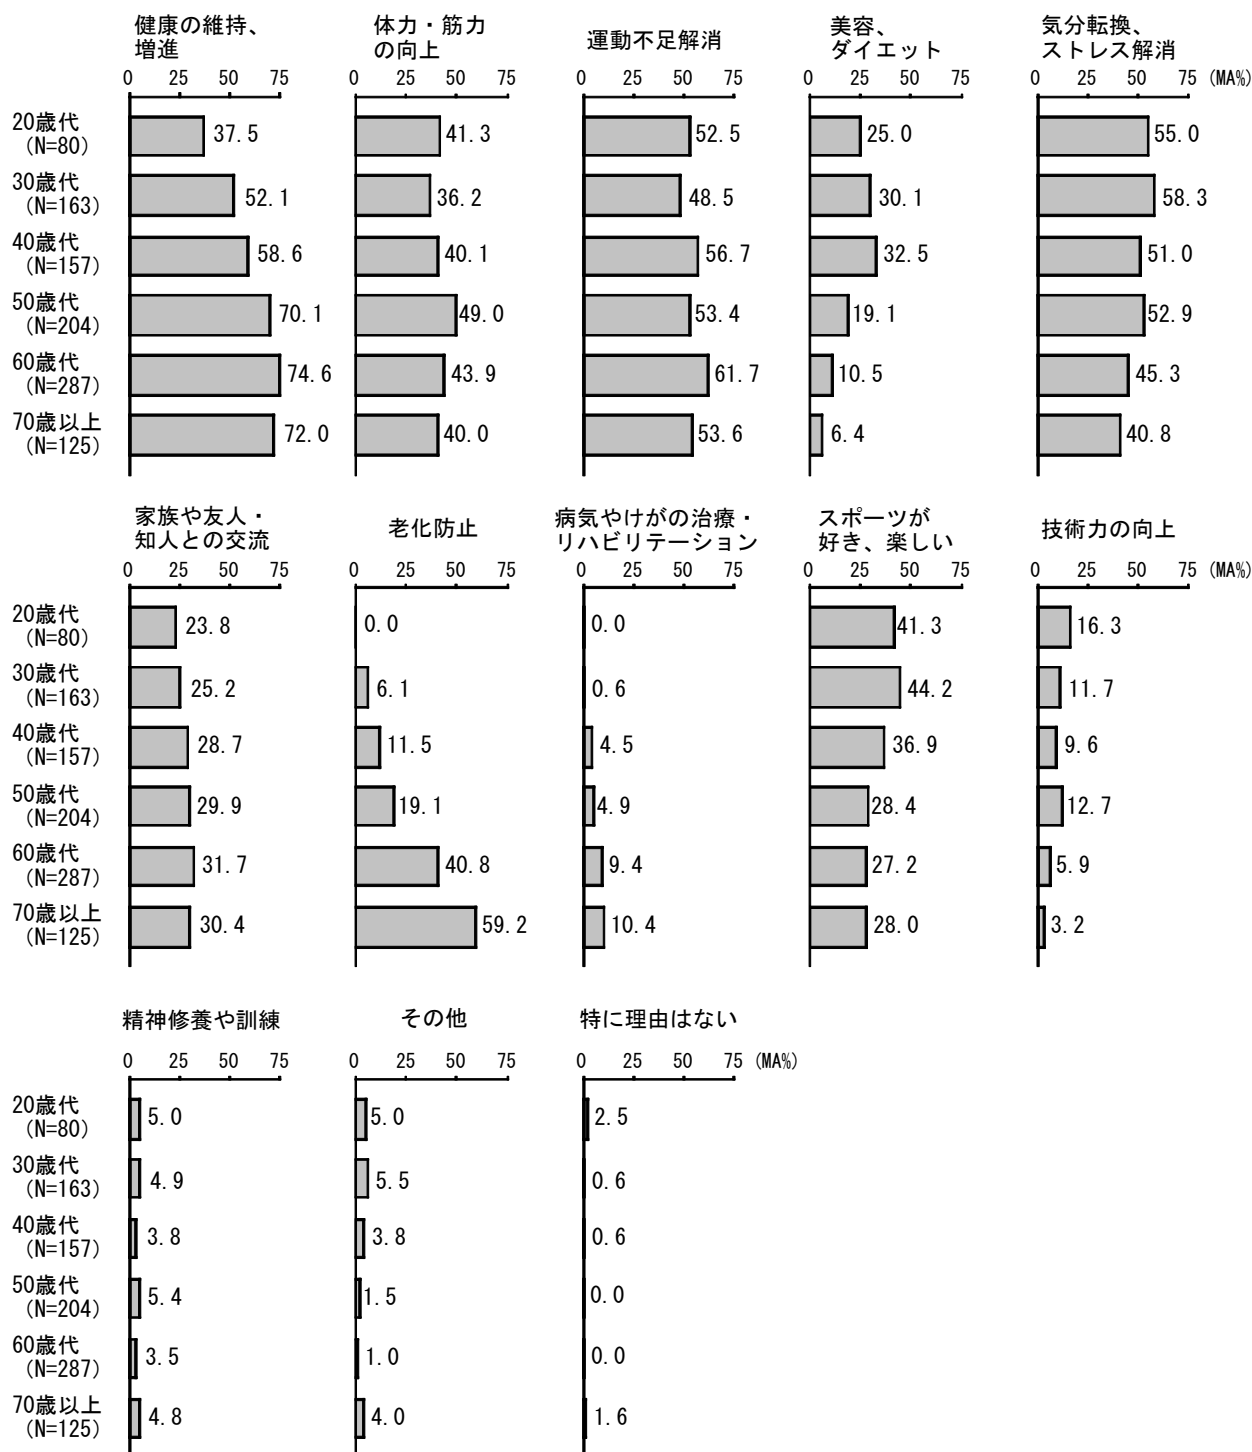 健康の維持、
増進
体力・筋力
の向上
運動不足解消
美容、
ダイエット
気分転換、
ストレス解消
0 25 50 75 0 25 50 75 0 25 50 75 0 25 50 75 0 25 50 75 (MA%)
20歳代
(N=80)
37.5 41.3 52.5 25.0 55.0
30歳代
(N=163)
52.1 36.2 48.5 30.1 58.3
40歳代
(N=157)
58.6 40.1 56.7 32.5 51.0
50歳代
(N=204)
70.1 49.0 53.4 19.1 52.9
60歳代
(N=287)
74.6 43.9 61.7 10.5 45.3
70歳以上
(N=125)
72.0 40.0 53.6 6.4 40.8
家族や友人・
知人との交流
老化防止
病気やけがの治療・
リハビリテーション
スポーツが
好き、楽しい
技術力の向上
0 25 50 75 0 25 50 75 0 25 50 75 0 25 50 75 0 25 50 75 (MA%)
20歳代
(N=80)
23.8 0.0 0.0 41.3 16.3
30歳代
(N=163)
25.2 6.1 0.6 44.2 11.7
40歳代
(N=157)
28.7 11.5 4.5 36.9 9.6
50歳代
(N=204)
29.9 19.1 4.9 28.4 12.7
60歳代
(N=287)
31.7 40.8 9.4 27.2 5.9
70歳以上
(N=125)
30.4 59.2 10.4 28.0 3.2
精神修養や訓練
その他
特に理由はない
0 25 50 75 0 25 50 75 0 25 50 75 (MA%)
20歳代
(N=80)
5.0 5.0 2.5
30歳代
(N=163)
4.9 5.5 0.6
40歳代
(N=157)
3.8 3.8 0.6
50歳代
(N=204)
5.4 1.5 0.0
60歳代
(N=287)
3.5 1.0 0.0
70歳以上
(N=125)
4.8 4.0 1.6